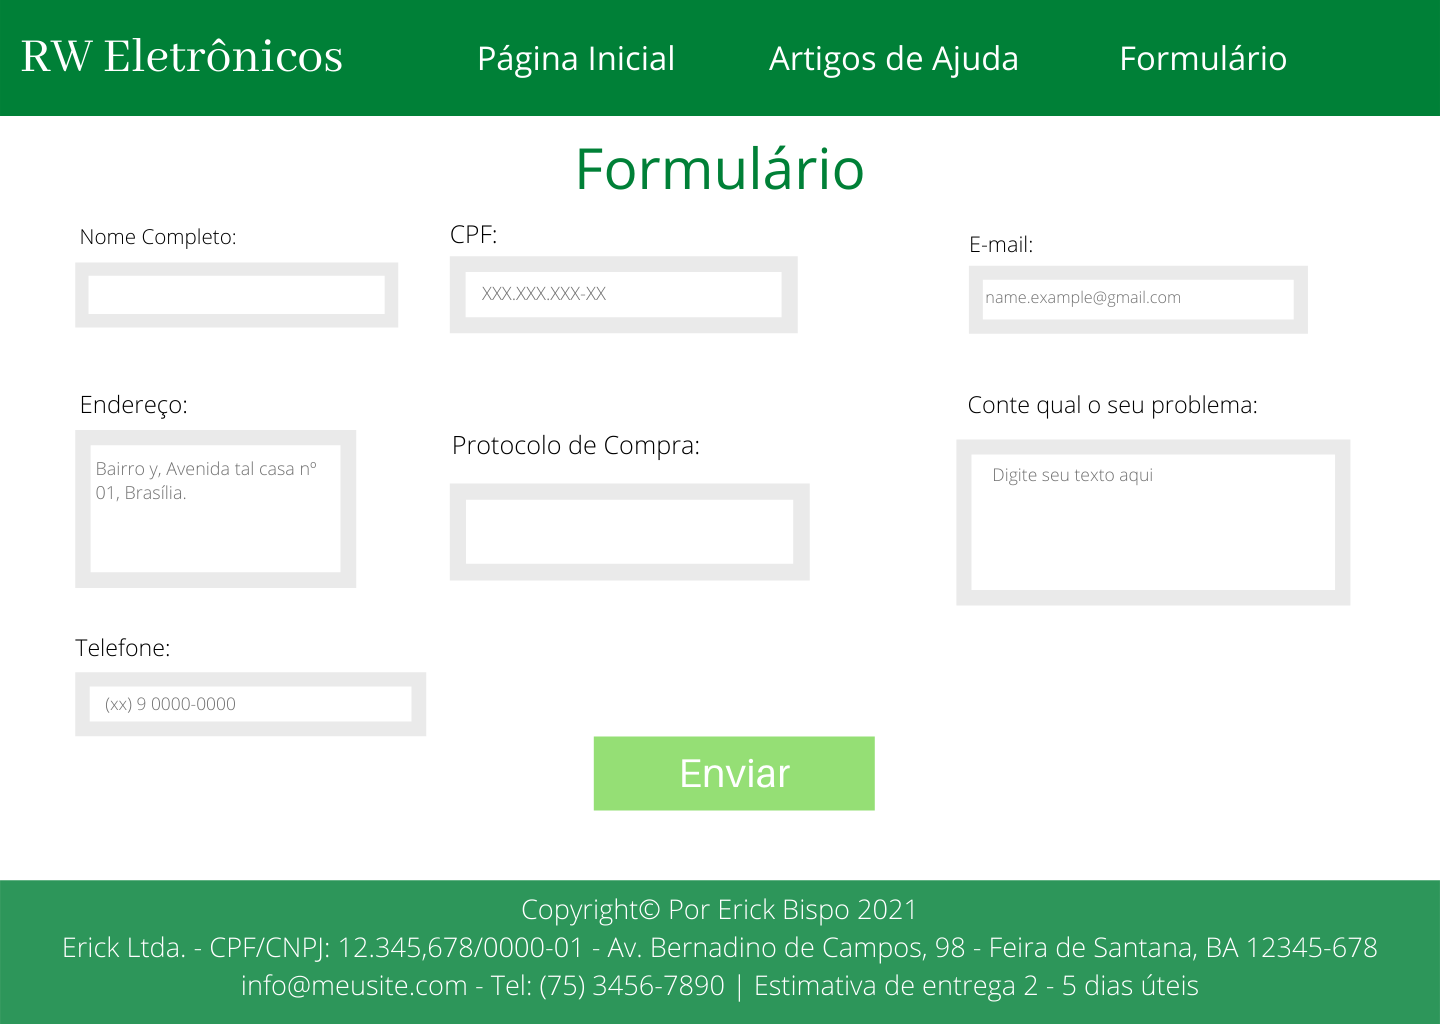 RW Eletrônicos
Página Inicial
Artigos de Ajuda
Formulário
Formulário
Nome Completo:
CPF:
XXX.XXX.XXX-XX
E-mail:
name.example@gmail.com
Endereço:
Bairro y, Avenida tal casa nº
01, Brasília.
Protocolo de Compra:
Conte qual o seu problema:
Digite seu texto aqui
Telefone:
(xx) 9 0000-0000
Enviar
Copyright© Por Erick Bispo 2021
Erick Ltda. - CPF/CNPJ: 12.345,678/0000-01 - Av. Bernadino de Campos, 98 - Feira de Santana, BA 12345-678
info@meusite.com - Tel: (75) 3456-7890 | Estimativa de entrega 2 - 5 dias úteis